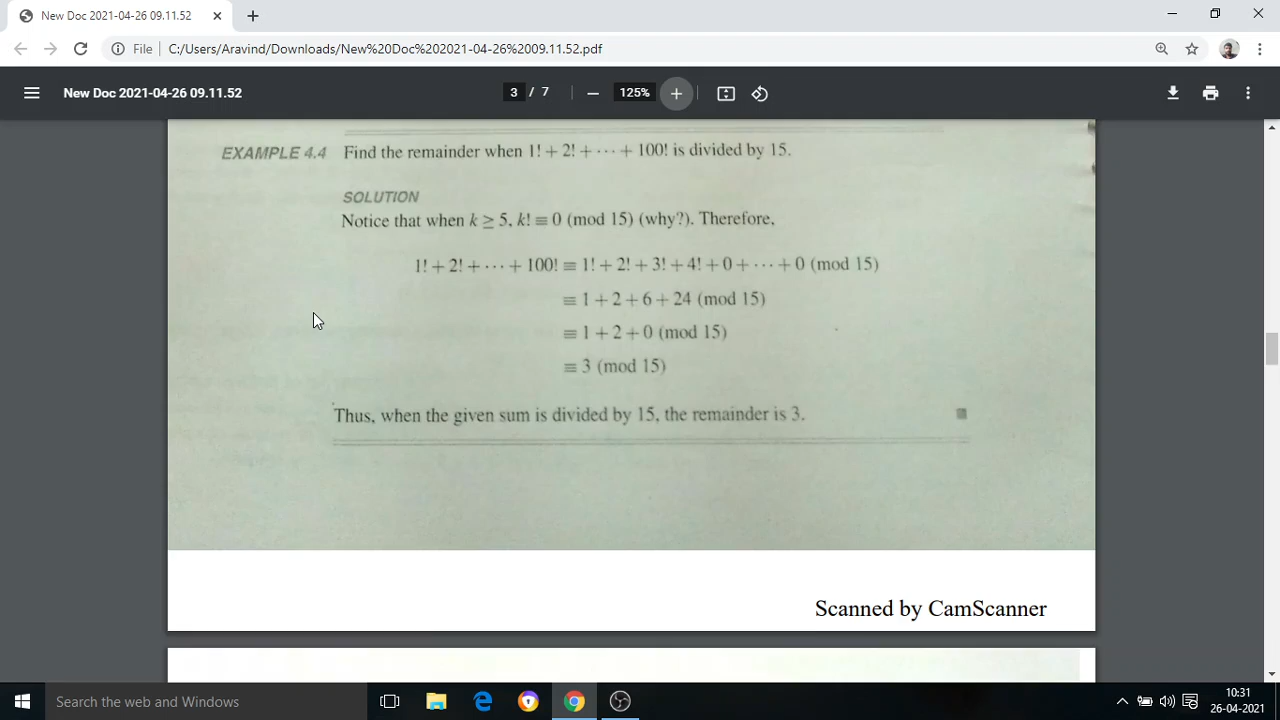 New Doc 2021-04-26 09.11.52
File C:/Users/Aravind/Downloads/New%20Doc%202021-04-26%2009.11.52.pdf
New Doc 2021-04-26 09.11.52
3 / 7
125%
EXAMPLE 4.4 Find the remainder when 1! + 2! + ··· + 100! is divided by 15.
SOLUTION
Notice that when k ≥ 5, k! ≡ 0 (mod 15) (why?). Therefore,
1! + 2! + ··· + 100! ≡ 1! + 2! + 3! + 4! + 0 + ··· + 0 (mod 15)
≡ 1 + 2 + 6 + 24 (mod 15)
≡ 1 + 2 + 0 (mod 15)
≡ 3 (mod 15)
Thus, when the given sum is divided by 15, the remainder is 3.
Scanned by CamScanner
Search the web and Windows
10:31
26-04-2021